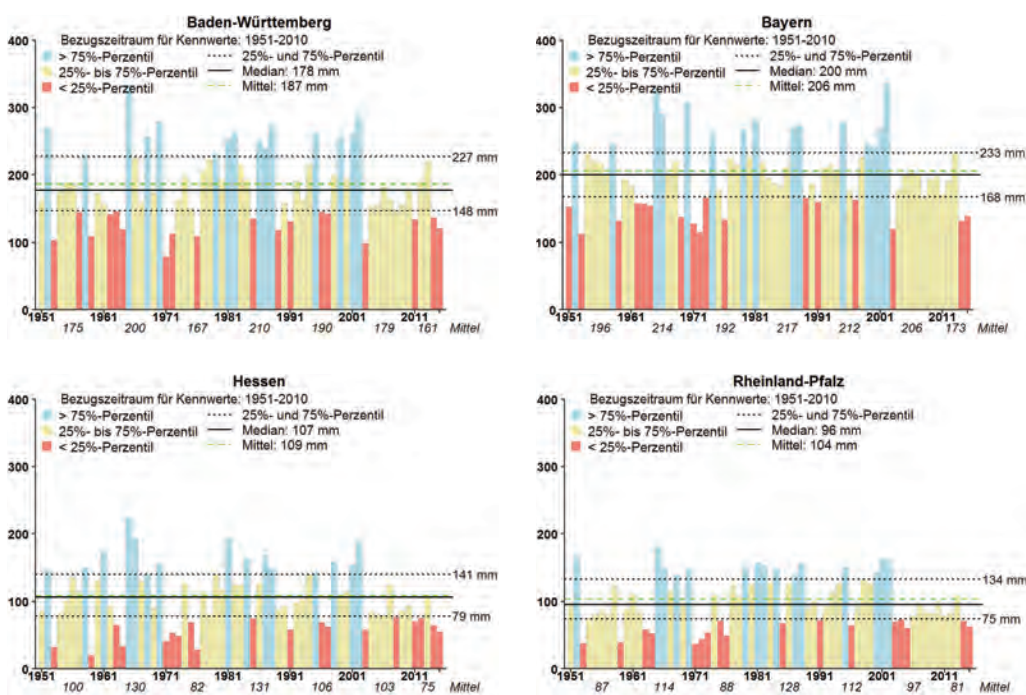 Baden-Württemberg
400
Bezugszeitraum für Kennwerte: 1951-2010
> 75%-Perzentil
25%- und 75%-Perzentil
25%- bis 75%-Perzentil
Median: 178 mm
< 25%-Perzentil
Mittel: 187 mm
300
227 mm
200
148 mm
100
0
1951 1961 1971 1981 1991 2001 2011
175 200 167 210 190 179 161 Mittel
Bayern
400
Bezugszeitraum für Kennwerte: 1951-2010
> 75%-Perzentil
25%- und 75%-Perzentil
25%- bis 75%-Perzentil
Median: 200 mm
< 25%-Perzentil
Mittel: 206 mm
300
233 mm
200
168 mm
100
0
1951 1961 1971 1981 1991 2001 2011
196 214 192 217 212 206 173 Mittel
Hessen
400
Bezugszeitraum für Kennwerte: 1951-2010
> 75%-Perzentil
25%- und 75%-Perzentil
25%- bis 75%-Perzentil
Median: 107 mm
< 25%-Perzentil
Mittel: 109 mm
300
200
141 mm
100
79 mm
0
1951 1961 1971 1981 1991 2001 2011
100 130 82 131 106 103 75 Mittel
Rheinland-Pfalz
400
Bezugszeitraum für Kennwerte: 1951-2010
> 75%-Perzentil
25%- und 75%-Perzentil
25%- bis 75%-Perzentil
Median: 96 mm
< 25%-Perzentil
Mittel: 104 mm
300
200
134 mm
100
75 mm
0
1951 1961 1971 1981 1991 2001 2011
87 114 88 128 112 97 81 Mittel